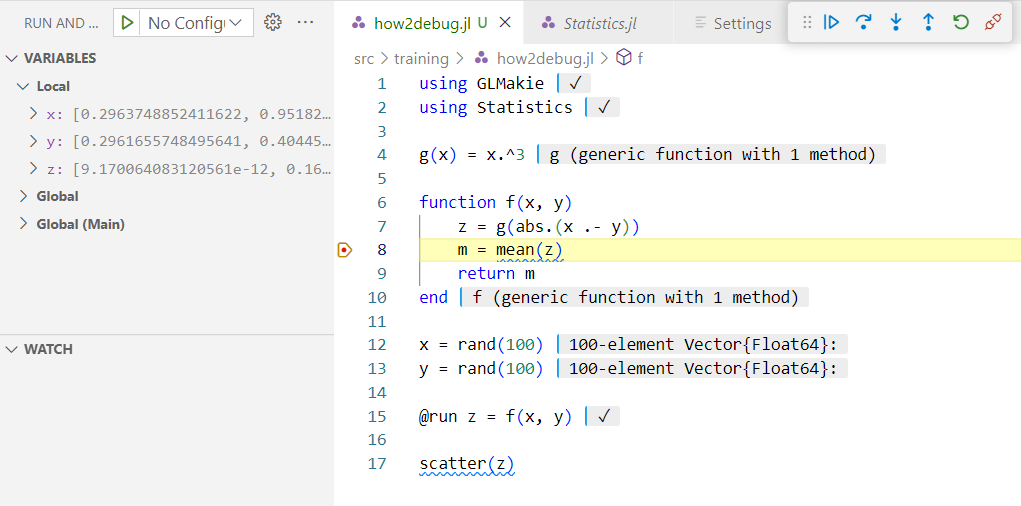 RUN AND ... No Config
VARIABLES
Local
x: [0.2963748852411622, 0.95182...
y: [0.2961655748495641, 0.40445...
z: [9.170064083120561e-12, 0.16...
Global
Global (Main)
WATCH
how2debug.jl U Statistics.jl Settings
src > training > how2debug.jl > f
1 using GLMakie ✓
2 using Statistics ✓
3
4 g(x) = x.^3 g (generic function with 1 method)
5
6 function f(x, y)
7 z = g(abs.(x .- y))
8 m = mean(z)
9 return m
10 end f (generic function with 1 method)
11
12 x = rand(100) 100-element Vector{Float64}:
13 y = rand(100) 100-element Vector{Float64}:
14
15 @run z = f(x, y) ✓
16
17 scatter(z)